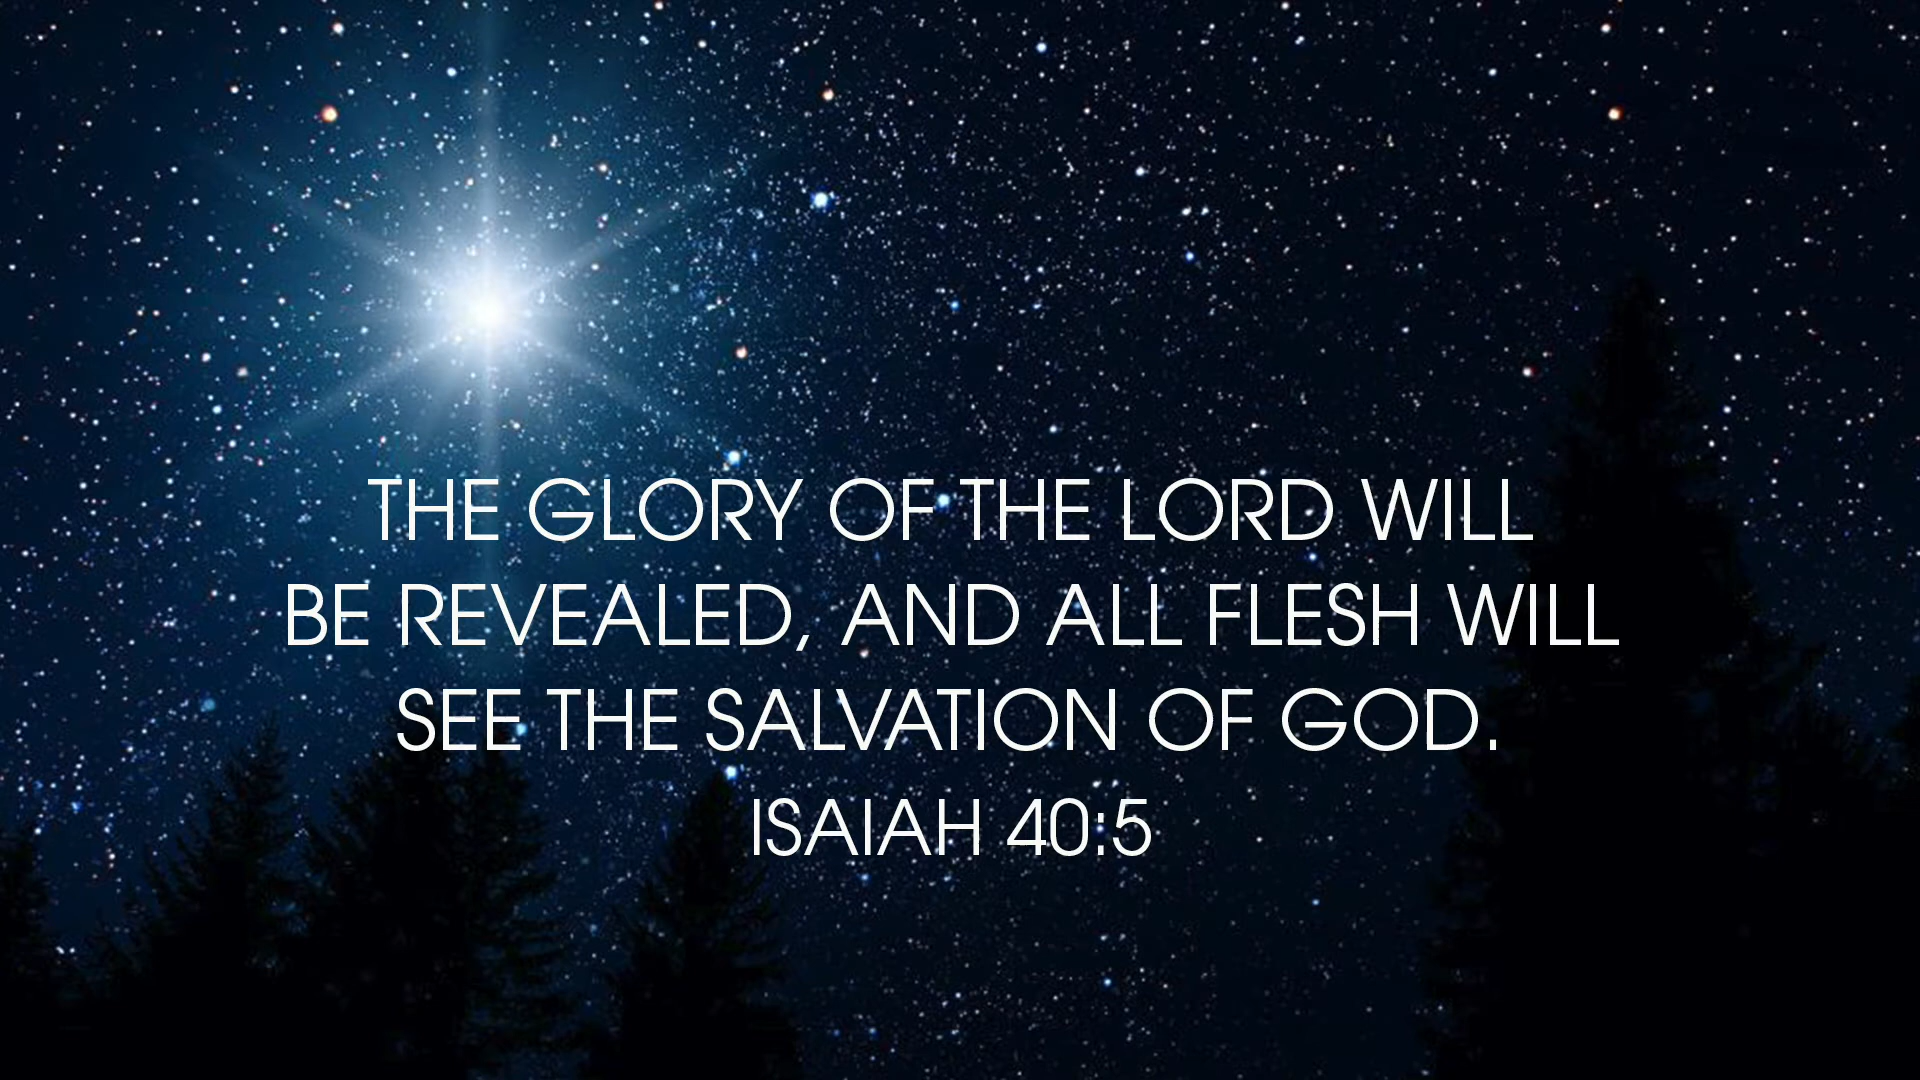 THE GLORY OF THE LORD WILL
BE REVEALED, AND ALL FLESH WILL
SEE THE SALVATION OF GOD.
ISAIAH 40:5